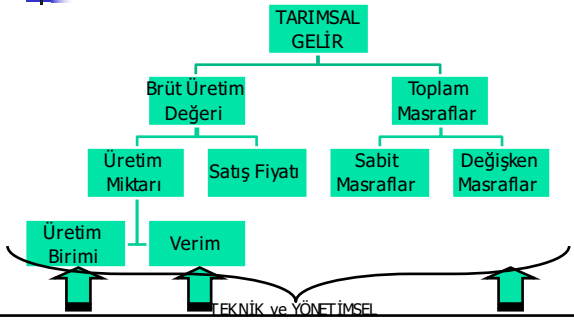 TARIMSAL
GELİR
Brüt Üretim
Değeri
Toplam
Masraflar
Üretim
Miktarı
Satış Fiyatı
Sabit
Masraflar
Değişken
Masraflar
Üretim
Birimi
Verim
TEKNİK ve YÖNETİMSEL